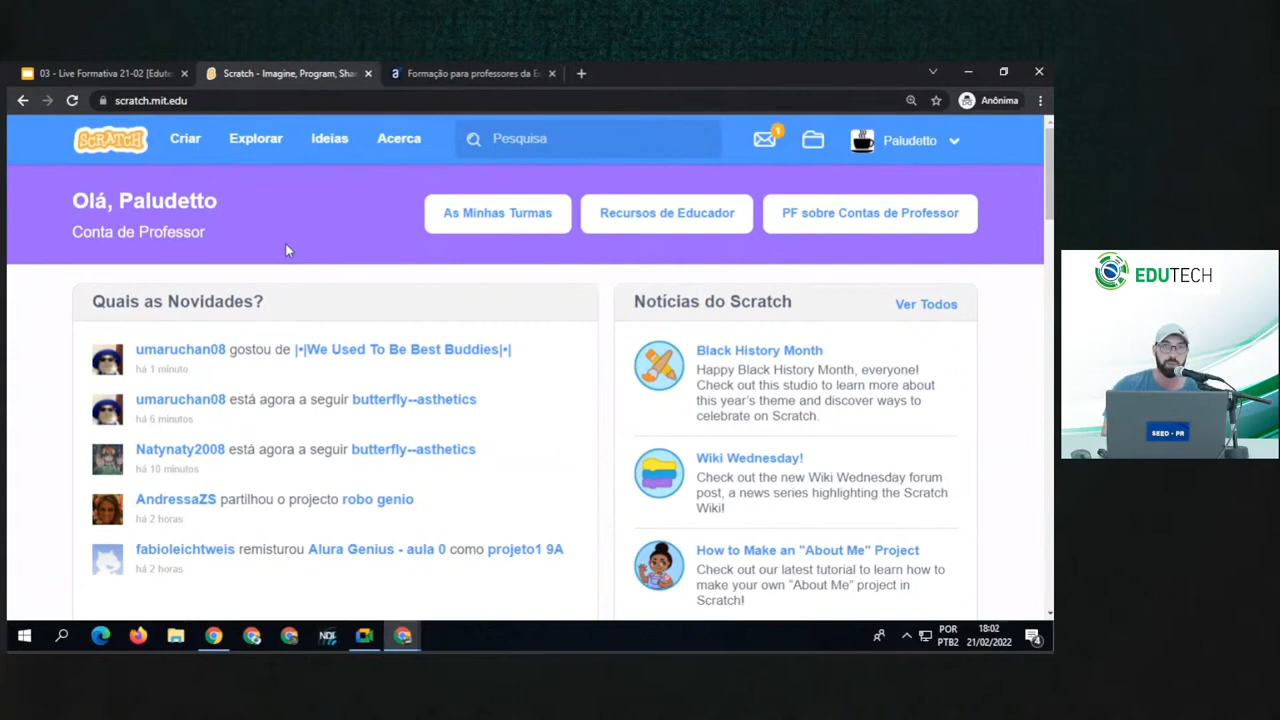 03 - Live Formativa 21-02 [Edute
Scratch - Imagine, Program, Sha
Formação para professores da E
scratch.mit.edu
Anônima
SCRATCH
Criar
Explorar
Ideias
Acerca
Pesquisa
1
Paludetto
Olá, Paludetto
Conta de Professor
As Minhas Turmas
Recursos de Educador
PF sobre Contas de Professor
Quais as Novidades?
umaruchan08 gostou de |•|We Used To Be Best Buddies|•|
há 1 minuto
umaruchan08 está agora a seguir butterfly--asthetics
há 6 minutos
Natynaty2008 está agora a seguir butterfly--asthetics
há 10 minutos
AndressaZS partilhou o projecto robo genio
há 2 horas
fabioleichtweis remisturou Alura Genius - aula 0 como projeto1 9A
há 2 horas
Notícias do Scratch
Ver Todos
Black History Month
Happy Black History Month, everyone!
Check out this studio to learn more about
this year's theme and discover ways to
celebrate on Scratch.
Wiki Wednesday!
Check out the new Wiki Wednesday forum
post, a news series highlighting the Scratch
Wiki!
How to Make an "About Me" Project
Check out our latest tutorial to learn how to
make your own “About Me” project in
Scratch!
NDI
POR
PTB2
18:02
21/02/2022
4
EDUTECH
SEED - PR